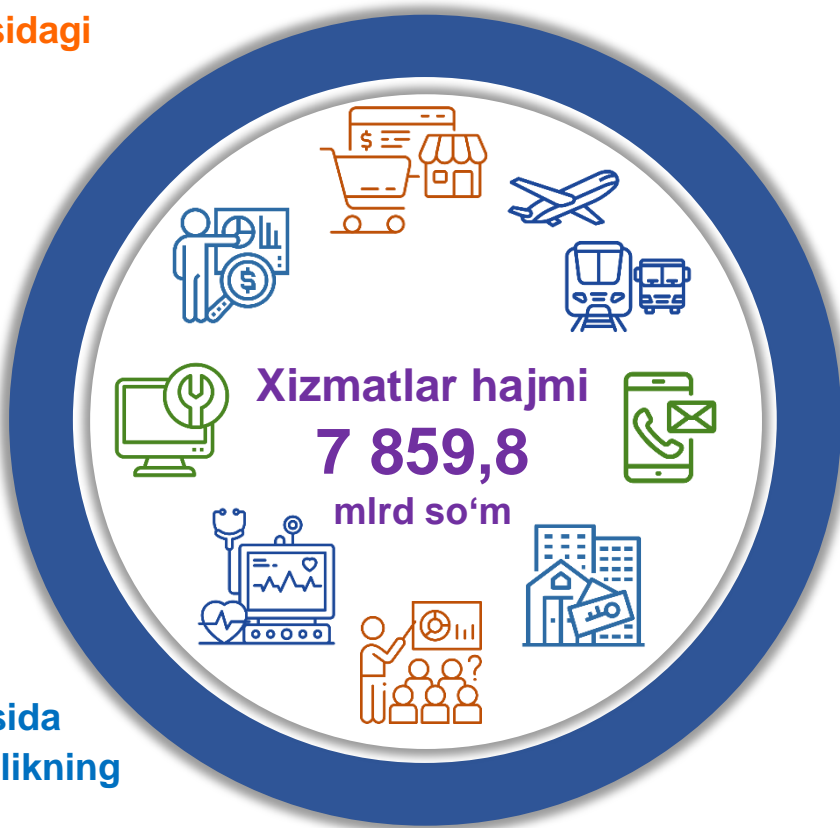 sidagi
Xizmatlar hajmi
7 859,8
mlrd so‘m
sida
likning